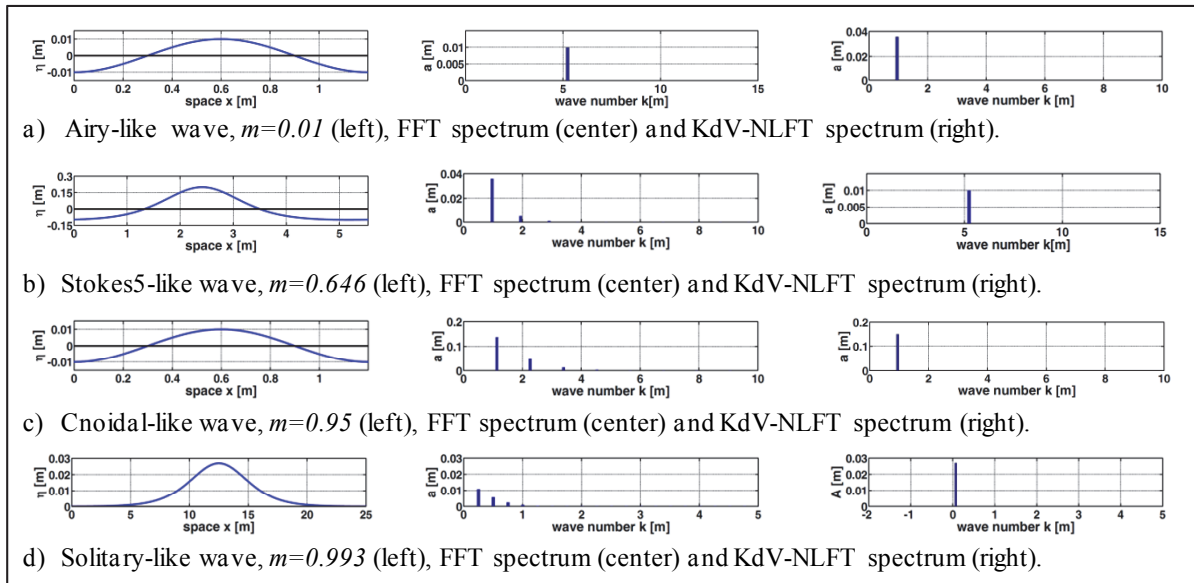 0.01
0
-0.01
η [m]
0 0.2 0.4 0.6 0.8 1
space x [m]
0.01
0.005
0
a [m]
0 5 10 15
wave number k[m]
0.04
0.02
0
a [m]
0 2 4 6 8 10
wave number k [m]
a) Airy-like wave, m=0.01 (left), FFT spectrum (center) and KdV-NLFT spectrum (right).
0.3
0.15
0
-0.15
η [m]
0 1 2 3 4 5
space x [m]
0.04
0.02
0
a [m]
0 2 4 6 8 10
wave number k [m]
0.01
0.005
0
a [m]
0 5 10 15
wave number k[m]
b) Stokes5-like wave, m=0.646 (left), FFT spectrum (center) and KdV-NLFT spectrum (right).
0.01
0
-0.01
η [m]
0 0.2 0.4 0.6 0.8 1
space x [m]
0.2
0.1
0
a [m]
0 2 4 6 8 10
wave number k [m]
0.2
0.1
0
a [m]
0 2 4 6 8 10
wave number k [m]
c) Cnoidal-like wave, m=0.95 (left), FFT spectrum (center) and KdV-NLFT spectrum (right).
0.03
0.02
0.01
0
η [m]
0 5 10 15 20 25
space x [m]
0.03
0.02
0.01
0
a [m]
0 1 2 3 4 5
wave number k [m]
0.03
0.02
0.01
0
A [m]
-2 -1 0 1 2 3 4 5
wave number k [m]
d) Solitary-like wave, m=0.993 (left), FFT spectrum (center) and KdV-NLFT spectrum (right).